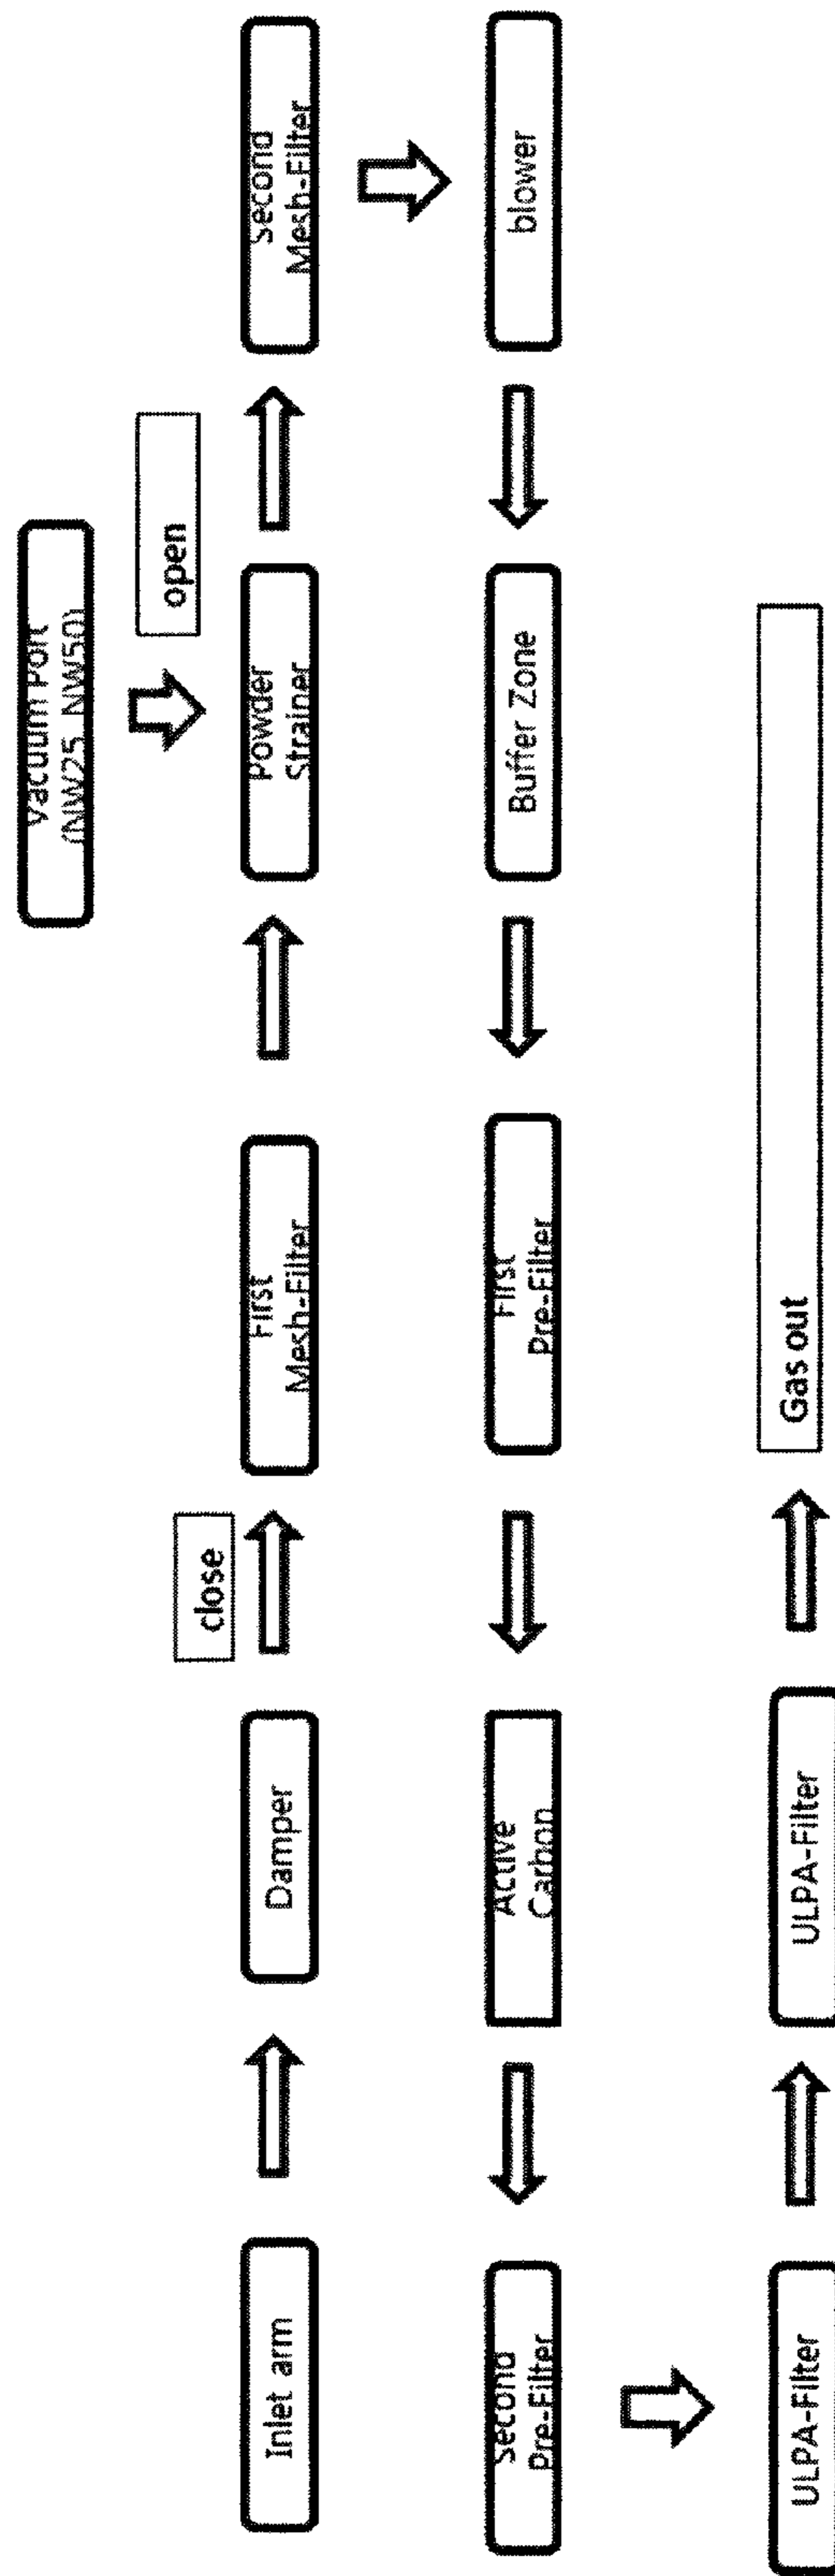 Vacuum Port
(NW25, NW50)
open
close
Inlet arm
Damper
First
Mesh-Filter
Powder
Strainer
Second
Mesh-Filter
blower
Buffer Zone
First
Pre-Filter
Active
Carbon
Second
Pre-Filter
ULPA-Filter
ULPA-Filter
Gas out